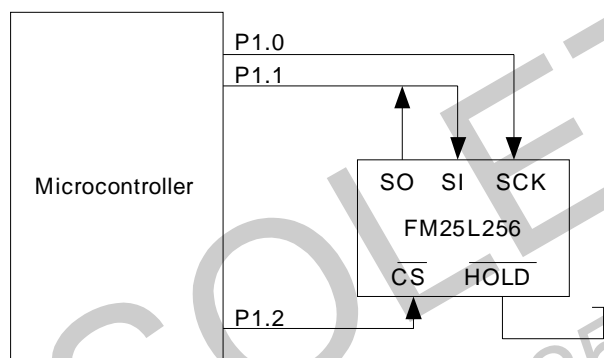 P1.0
P1.1
Microcontroller
SO SI SCK
FM25L256
CS HOLD
P1.2